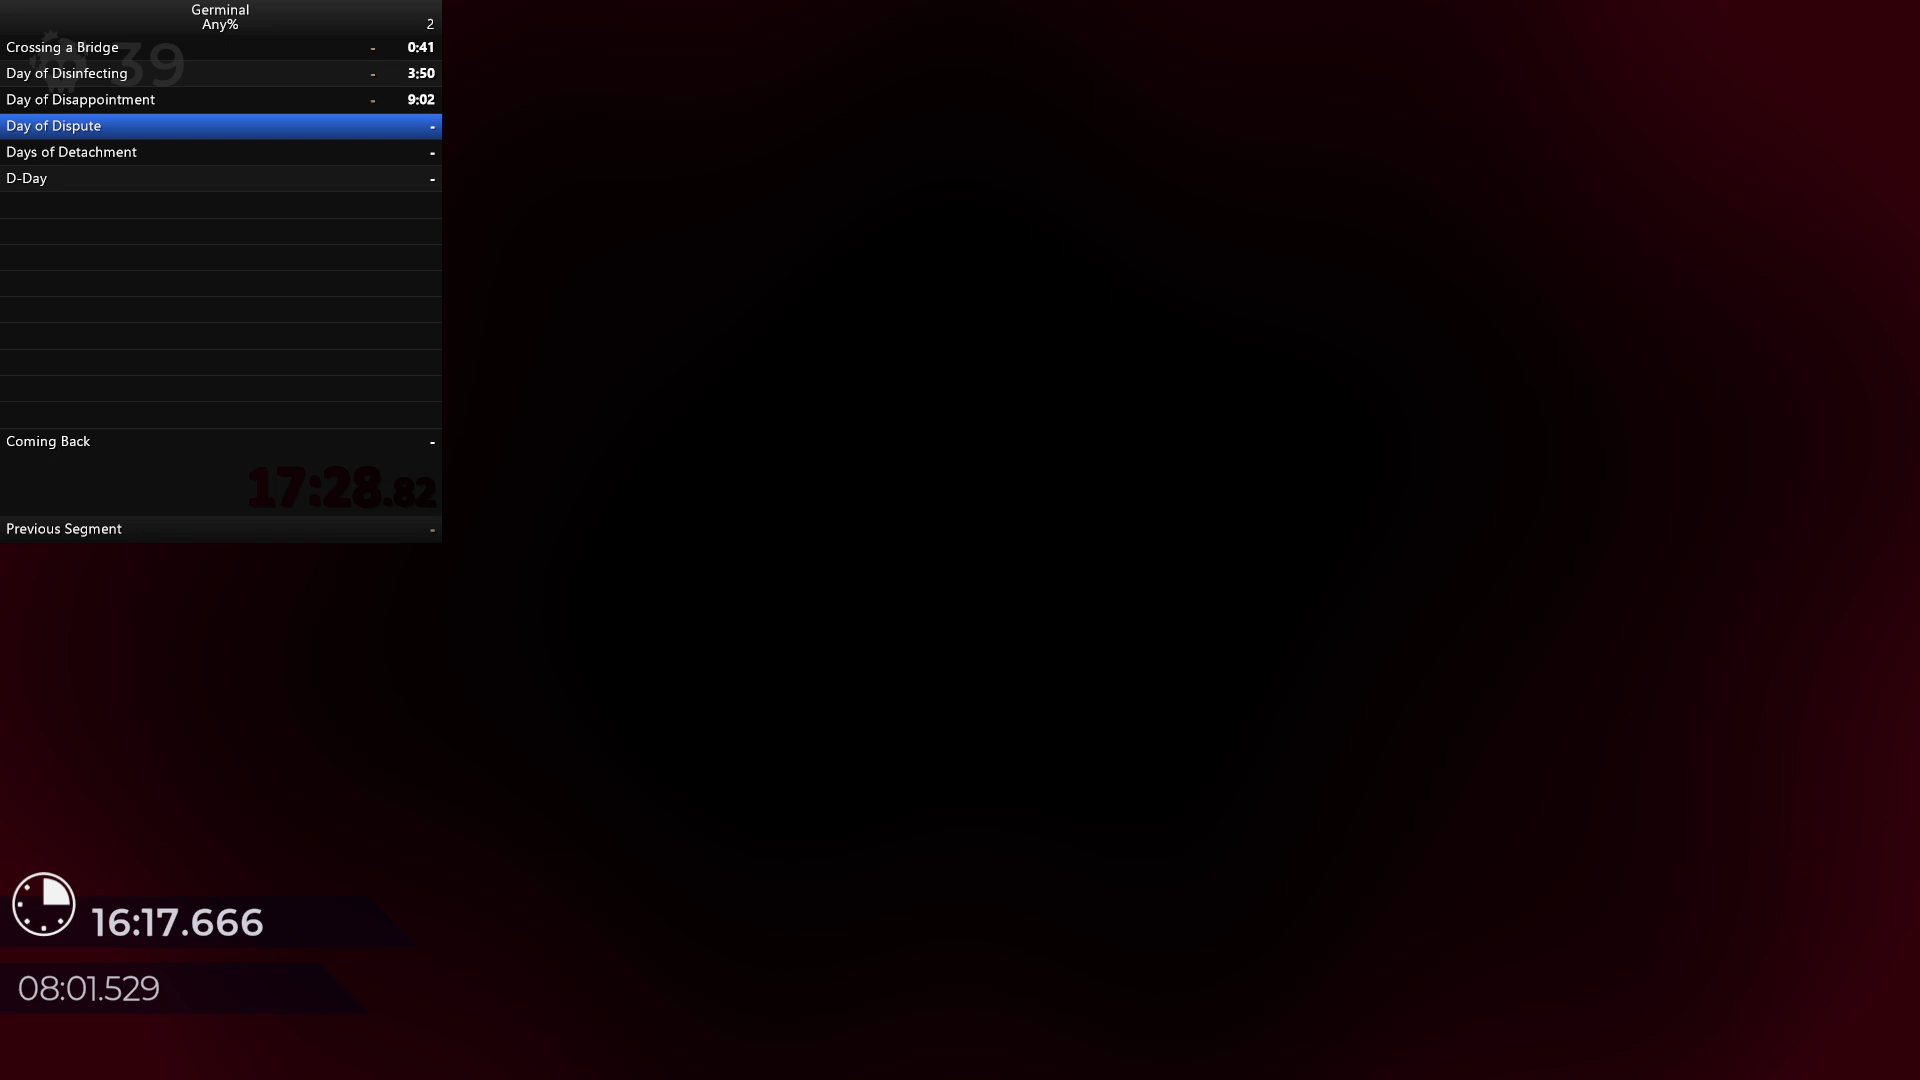 Germinal
Any%
2
Crossing a Bridge - 0:41
39
Day of Disinfecting - 3:50
Day of Disappointment - 9:02
Day of Dispute -
Days of Detachment -
D-Day -
Coming Back -
17:28.82
Previous Segment -
16:17.666
08:01.529